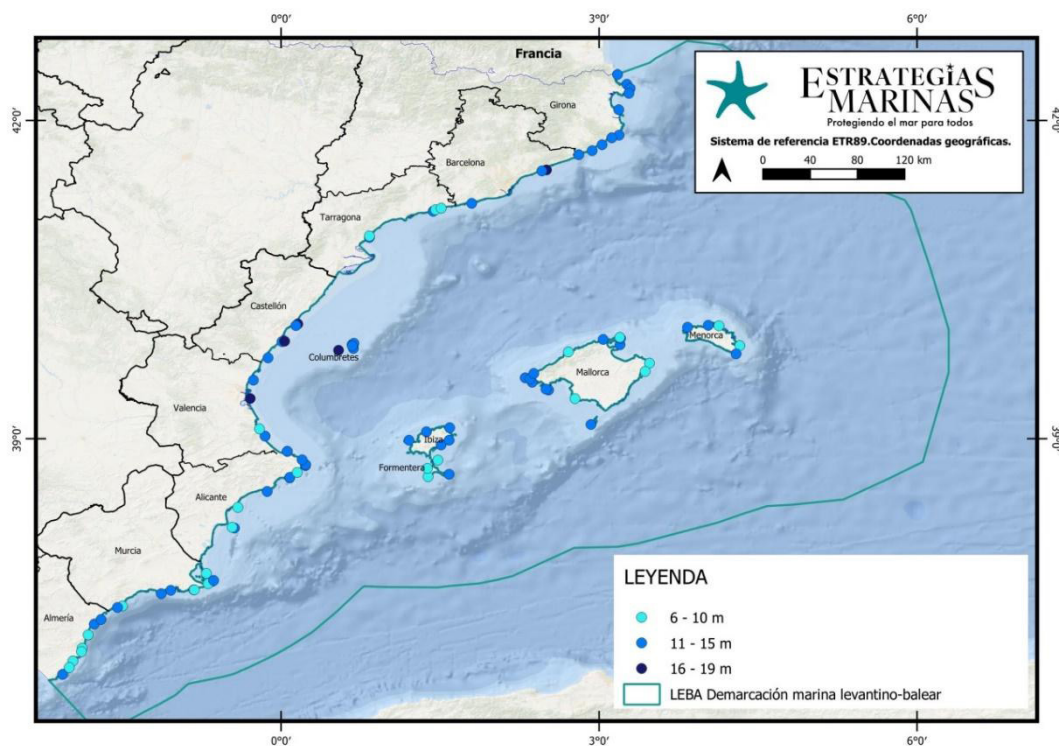 0°0′ 3°0′ 6°0′
Francia
ESTRATEGIAS
MARINAS
Protegiendo el mar para todos
Sistema de referencia ETR89.Coordenadas geográficas.
0 40 80 120 km
42°0′ 42°0′
Girona
Barcelona
Tarragona
Castellón
Columbretes
Menorca
Mallorca
Valencia
39°0′ 39°0′
Ibiza
Formentera
Alicante
Murcia
Almería
LEYENDA
6 - 10 m
11 - 15 m
16 - 19 m
LEBA Demarcación marina levantino-balear
0°0′ 3°0′ 6°0′